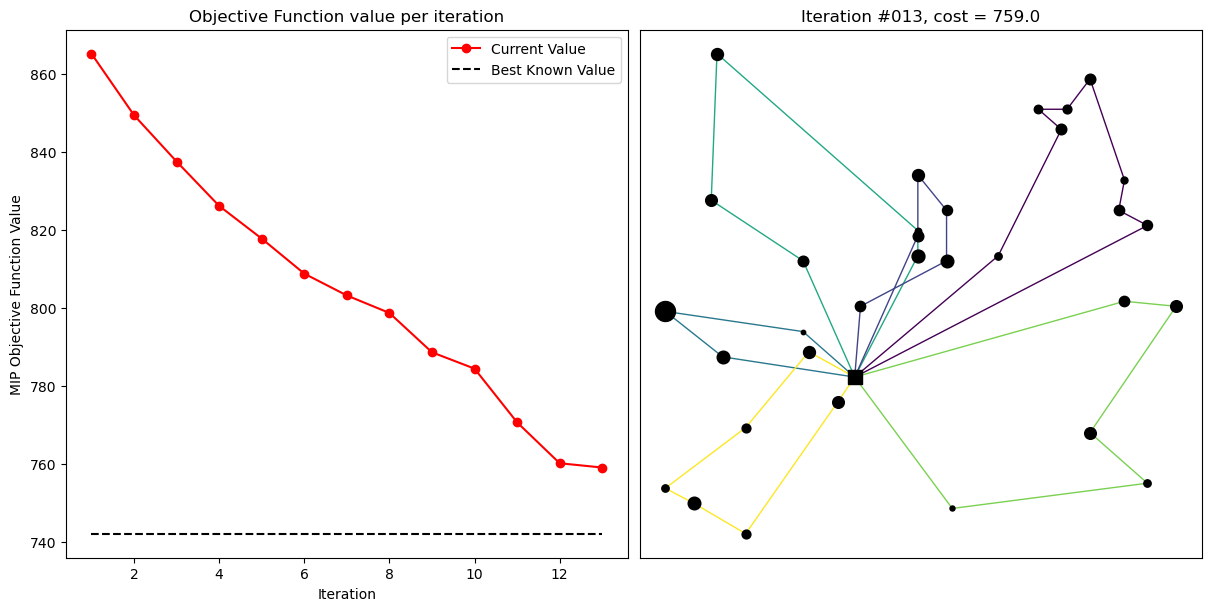 Objective Function value per iteration
Current Value
Best Known Value
MIP Objective Function Value
860
840
820
800
780
760
740
2 4 6 8 10 12
Iteration
Iteration #013, cost = 759.0